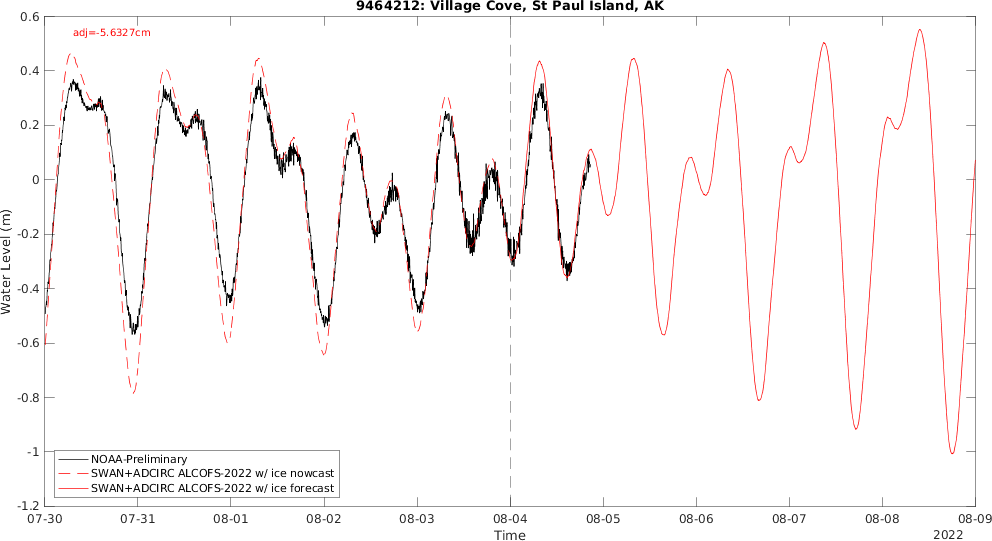 9464212: Village Cove, St Paul Island, AK
adj=-5.6327cm
0.6
0.4
0.2
0
-0.2
-0.4
-0.6
-0.8
-1
-1.2
Water Level (m)
NOAA-Preliminary
SWAN+ADCIRC ALCOFS-2022 w/ ice nowcast
SWAN+ADCIRC ALCOFS-2022 w/ ice forecast
07-30 07-31 08-01 08-02 08-03 08-04 08-05 08-06 08-07 08-08 08-09
Time
2022